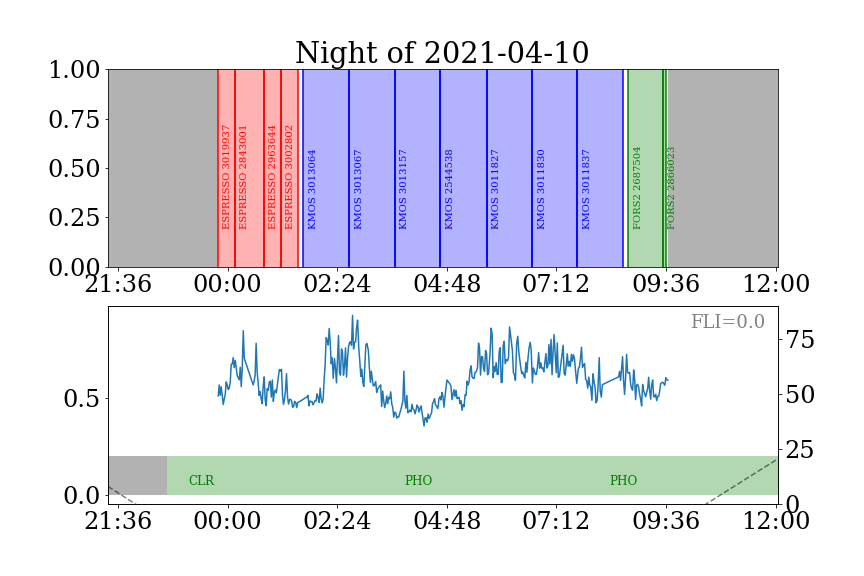 Night of 2021-04-10
1.00
0.75
0.50
0.25
0.00
ESPRESSO 3019937
ESPRESSO 2843001
ESPRESSO 2963644
ESPRESSO 3002802
KMOS 3013064
KMOS 3013067
KMOS 3013157
KMOS 2544538
KMOS 3011827
KMOS 3011830
KMOS 3011837
FORS2 2687504
FORS2 2866023
21:36 00:00 02:24 04:48 07:12 09:36 12:00
FLI=0.0
0.5
0.0
75
50
25
0
CLR PHO PHO
21:36 00:00 02:24 04:48 07:12 09:36 12:00